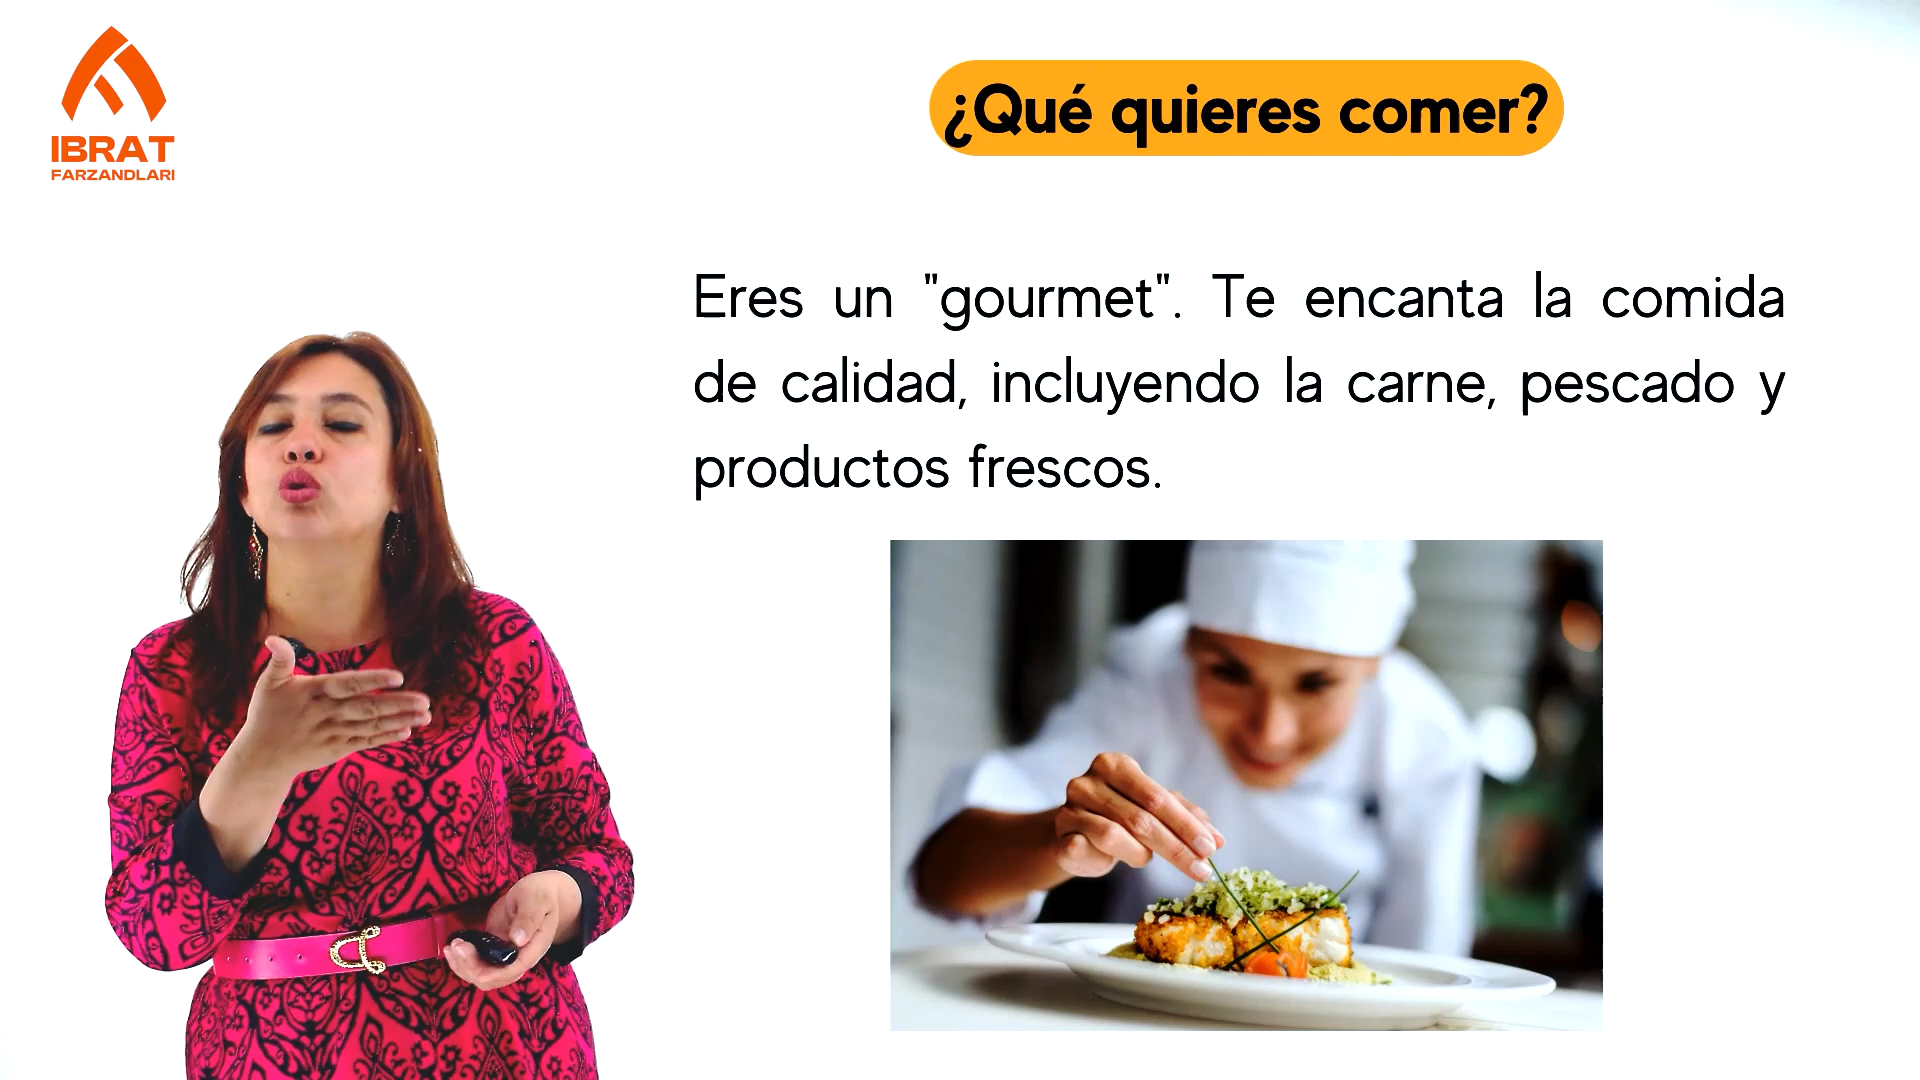 IBRAT
FARZANDLARI
¿Qué quieres comer?
Eres un "gourmet". Te encanta la comida
de calidad, incluyendo la carne, pescado y
productos frescos.